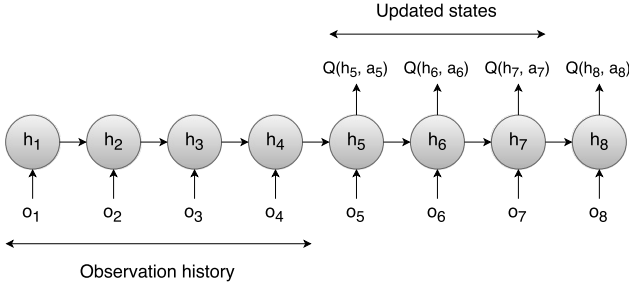 Updated states
Q(h5, a5) Q(h6, a6) Q(h7, a7) Q(h8, a8)
h1 h2 h3 h4 h5 h6 h7 h8
o1 o2 o3 o4 o5 o6 o7 o8
Observation history